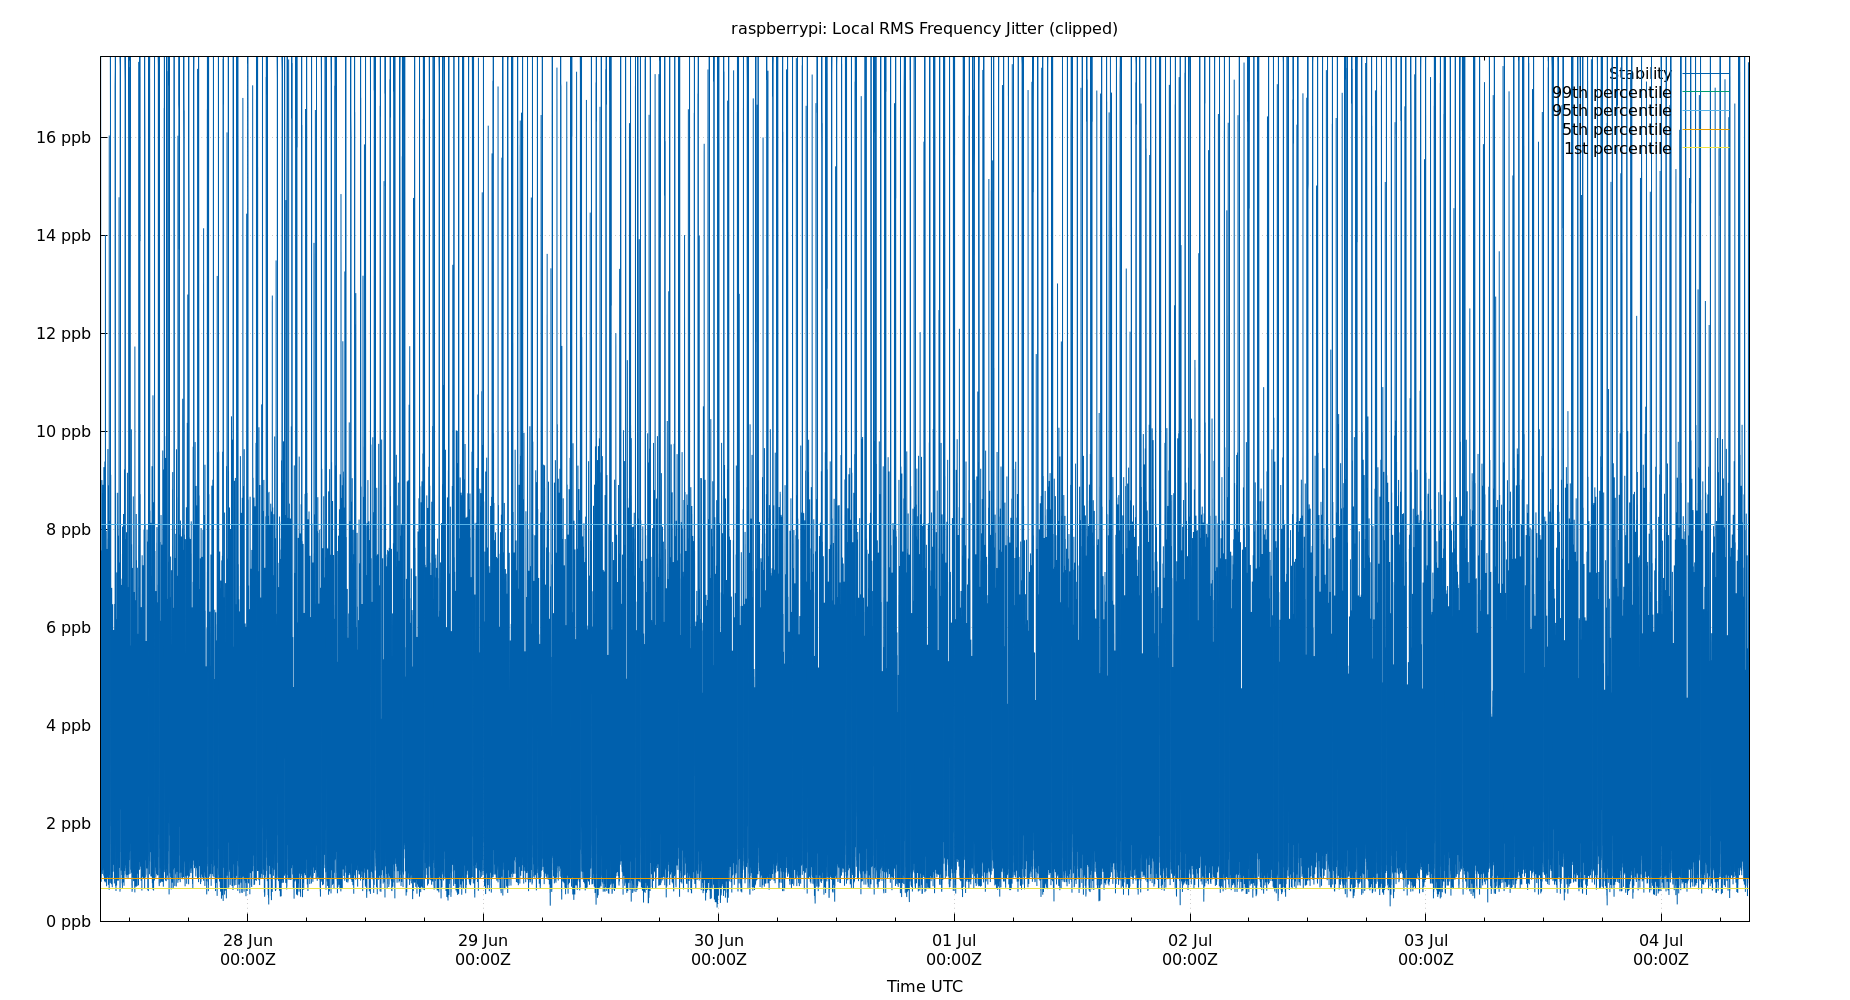 raspberrypi: Local RMS Frequency Jitter (clipped)
Stability
99th percentile
95th percentile
5th percentile
1st percentile
16 ppb
14 ppb
12 ppb
10 ppb
8 ppb
6 ppb
4 ppb
2 ppb
0 ppb
28 Jun 29 Jun 30 Jun 01 Jul 02 Jul 03 Jul 04 Jul
00:00Z 00:00Z 00:00Z 00:00Z 00:00Z 00:00Z 00:00Z
Time UTC